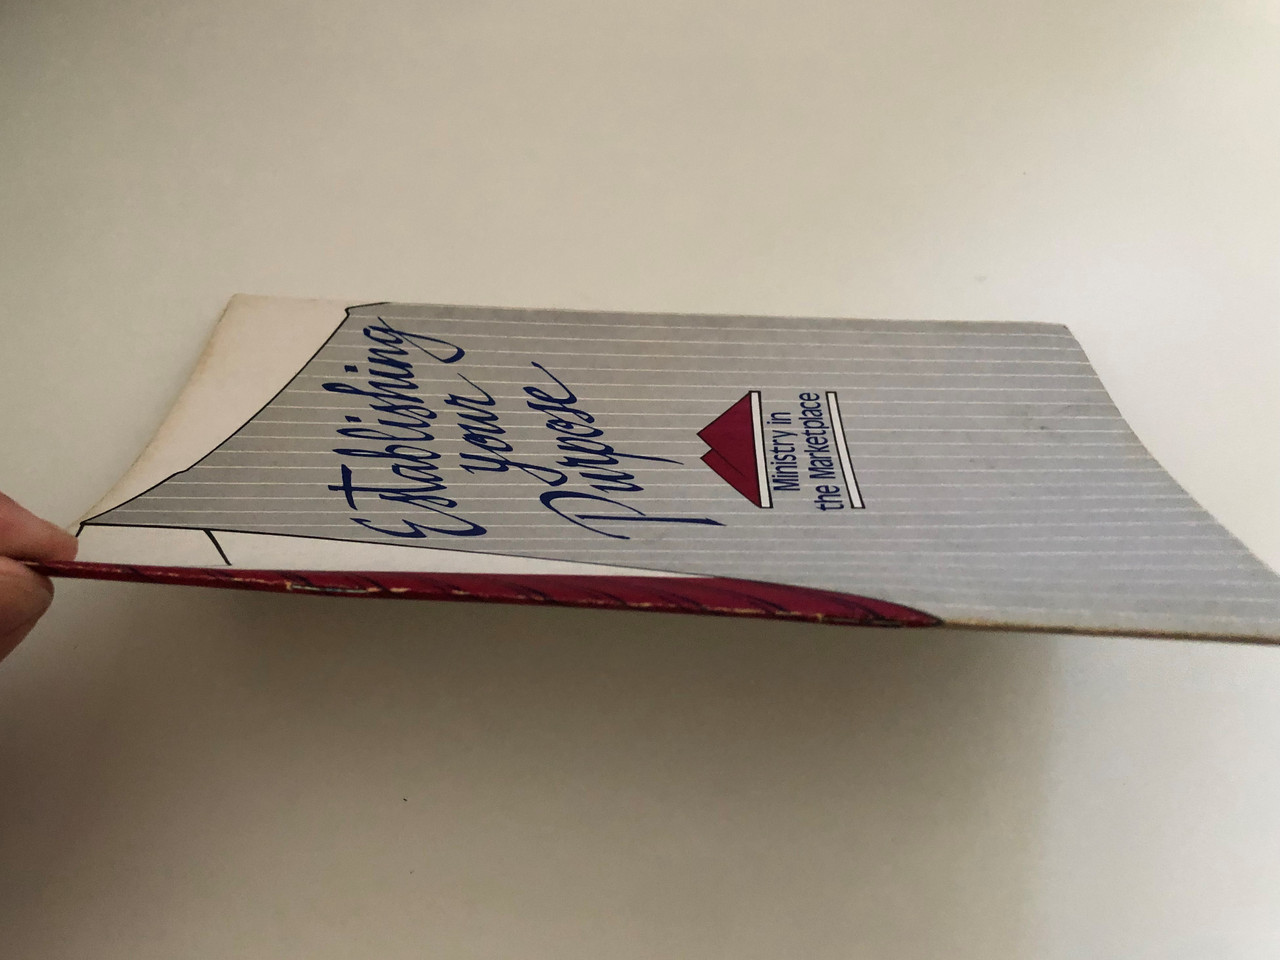 Establishing
your
Purpose
Ministry in
the Marketplace